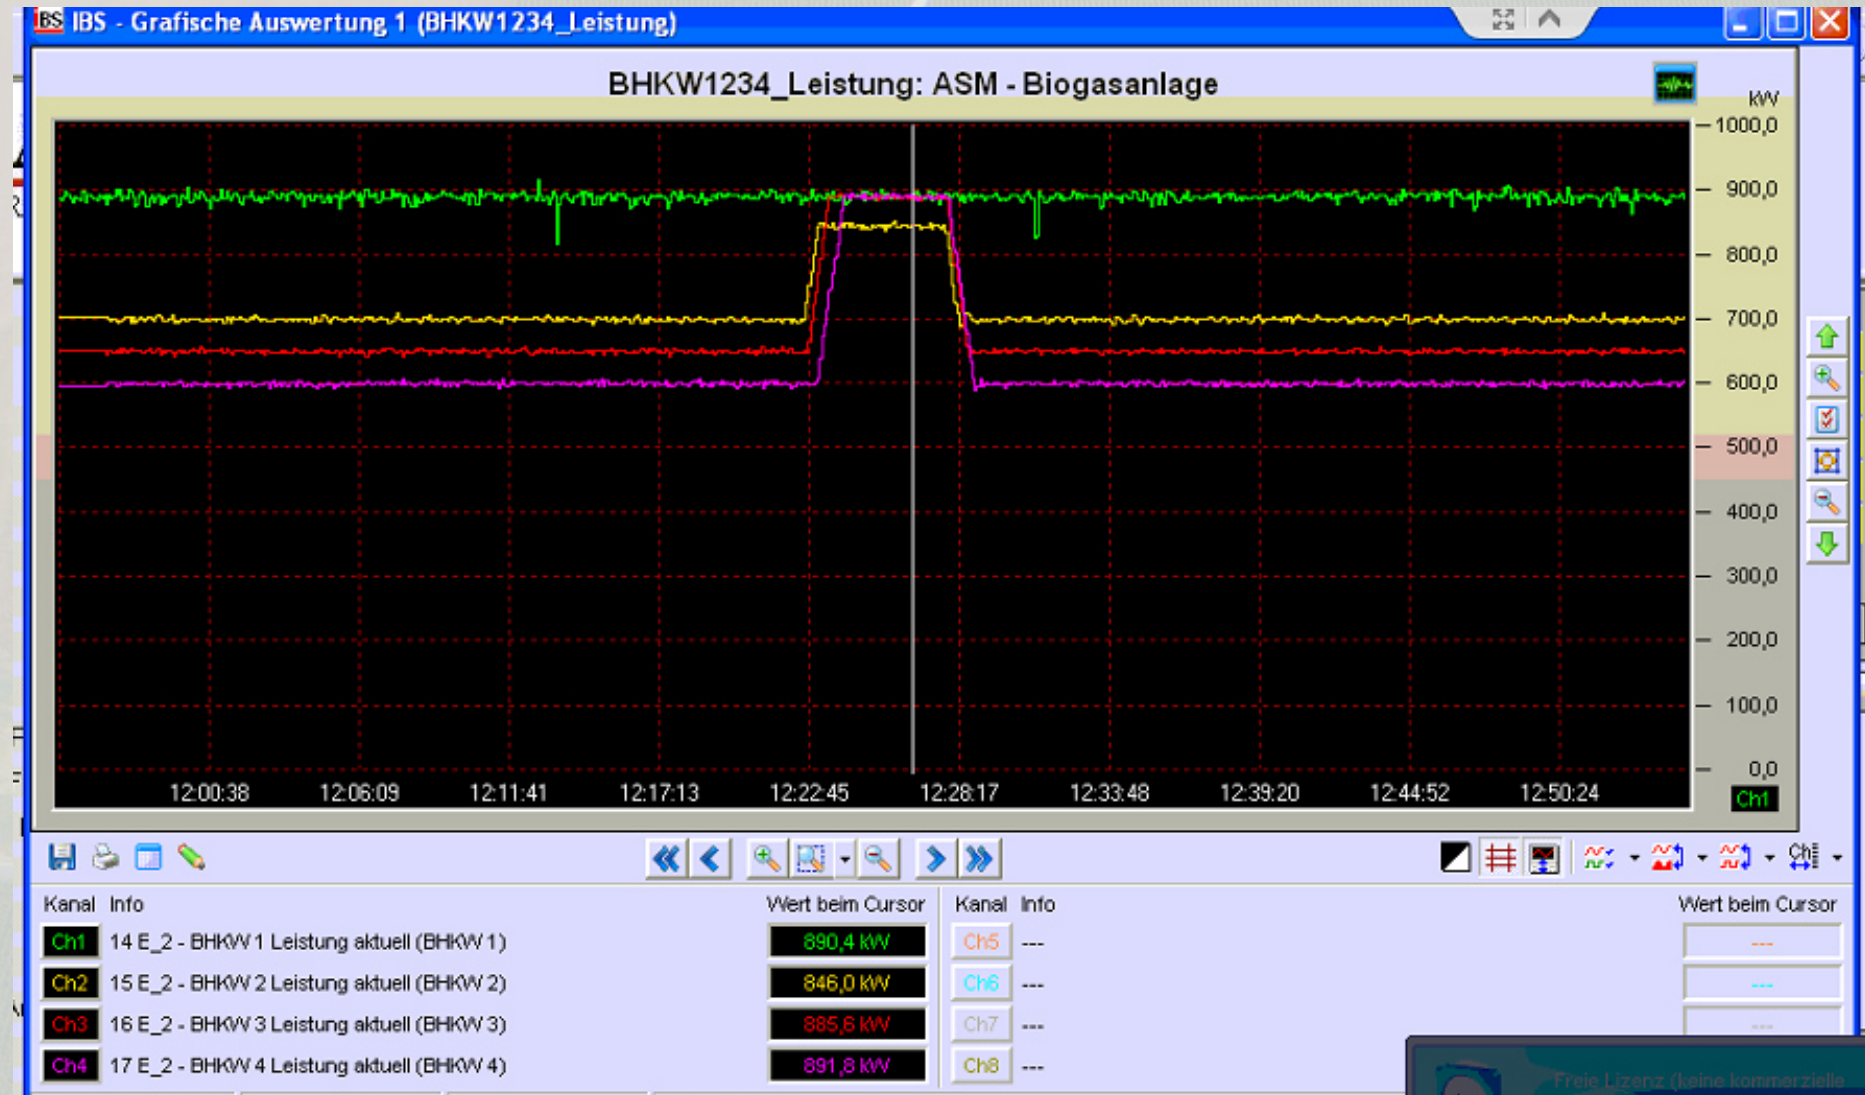 IBS IBS - Grafische Auswertung 1 (BHKW1234_Leistung)
BHKW1234_Leistung: ASM - Biogasanlage
kW
1000,0
900,0
800,0
700,0
600,0
500,0
400,0
300,0
200,0
100,0
0,0
12:00:38 12:06:09 12:11:41 12:17:13 12:22:45 12:28:17 12:33:48 12:39:20 12:44:52 12:50:24 Ch1
Ch
Kanal Info Wert beim Cursor Kanal Info Wert beim Cursor
Ch1 14 E_2 - BHKW 1 Leistung aktuell (BHKW 1) 890,4 kW Ch5 --- ---
Ch2 15 E_2 - BHKW 2 Leistung aktuell (BHKW 2) 846,0 kW Ch6 --- ---
Ch3 16 E_2 - BHKW 3 Leistung aktuell (BHKW 3) 885,6 kW Ch7 --- ---
Ch4 17 E_2 - BHKW 4 Leistung aktuell (BHKW 4) 891,8 kW Ch8 ---
Freie Lizenz (keine kommerzielle